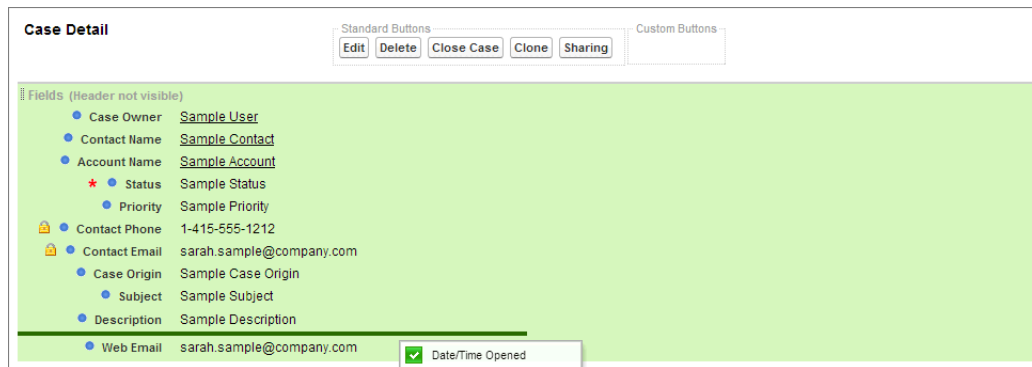 Case Detail
Standard Buttons
Custom Buttons
Edit Delete Close Case Clone Sharing
Fields (Header not visible)
Case Owner Sample User
Contact Name Sample Contact
Account Name Sample Account
* Status Sample Status
Priority Sample Priority
Contact Phone 1-415-555-1212
Contact Email sarah.sample@company.com
Case Origin Sample Case Origin
Subject Sample Subject
Description Sample Description
Web Email sarah.sample@company.com
Date/Time Opened